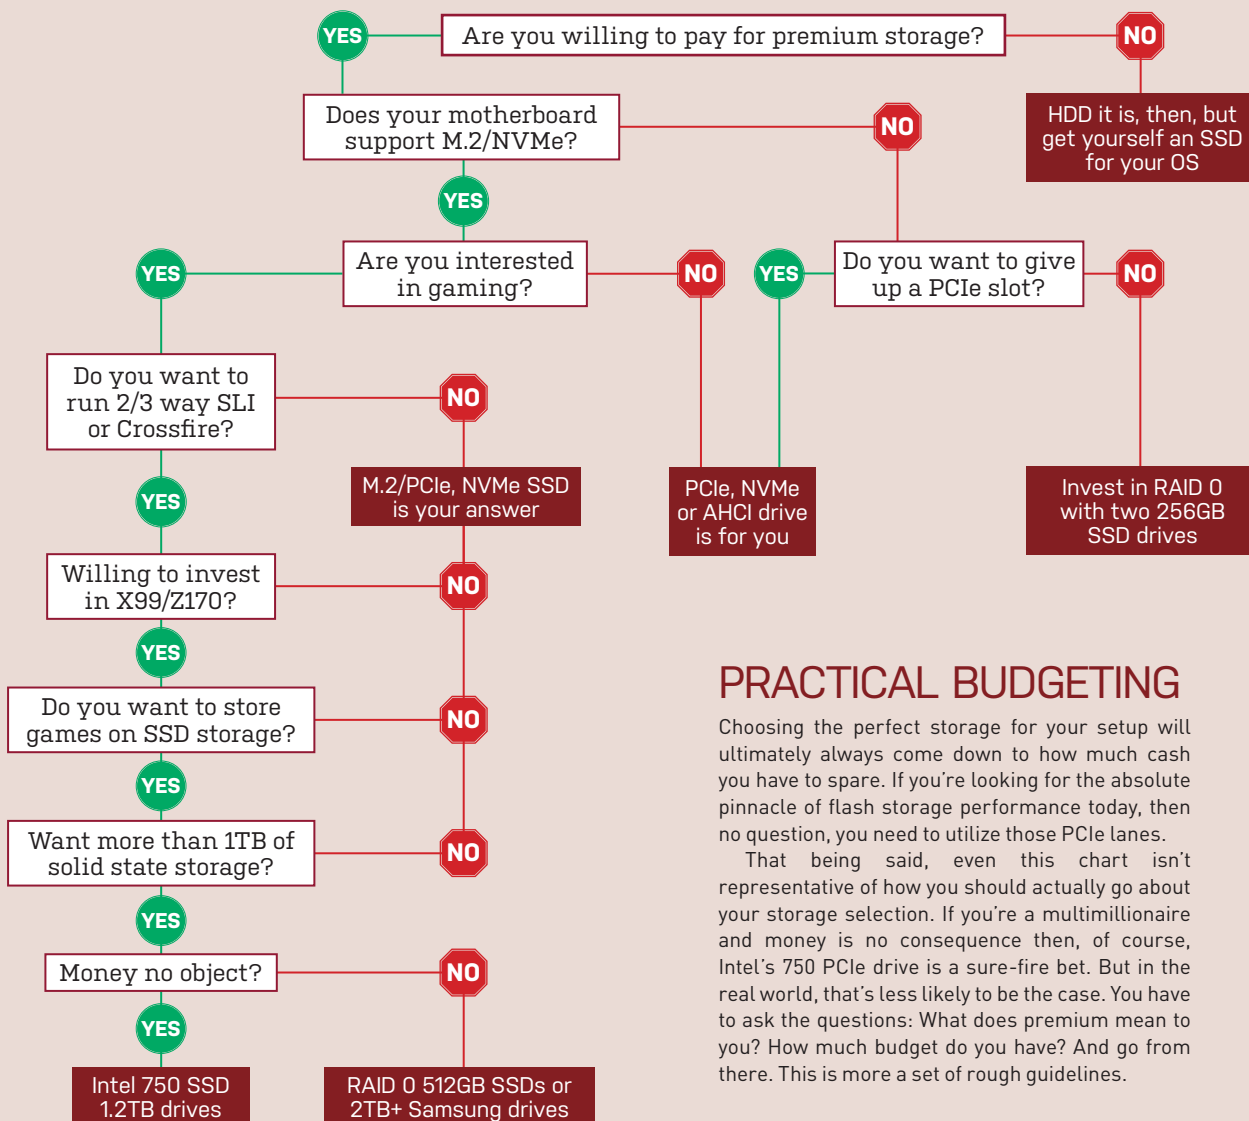 YES
Are you willing to pay for premium storage?
NO
Does your motherboard
support M.2/NVMe?
NO
HDD it is, then, but
get yourself an SSD
for your OS
YES
YES
Are you interested
in gaming?
NO
YES
Do you want to give
up a PCIe slot?
NO
Do you want to
run 2/3 way SLI
or Crossfire?
NO
YES
M.2/PCIe, NVMe SSD
is your answer
PCIe, NVMe
or AHCI drive
is for you
Invest in RAID 0
with two 256GB
SSD drives
Willing to invest
in X99/Z170?
NO
YES
Do you want to store
games on SSD storage?
NO
YES
Want more than 1TB of
solid state storage?
NO
YES
Money no object?
NO
YES
Intel 750 SSD
1.2TB drives
RAID 0 512GB SSDs or
2TB+ Samsung drives
PRACTICAL BUDGETING
Choosing the perfect storage for your setup will
ultimately always come down to how much cash
you have to spare. If you're looking for the absolute
pinnacle of flash storage performance today, then
no question, you need to utilize those PCIe lanes.
That being said, even this chart isn't
representative of how you should actually go about
your storage selection. If you're a multimillionaire
and money is no consequence then, of course,
Intel's 750 PCIe drive is a sure-fire bet. But in the
real world, that's less likely to be the case. You have
to ask the questions: What does premium mean to
you? How much budget do you have? And go from
there. This is more a set of rough guidelines.